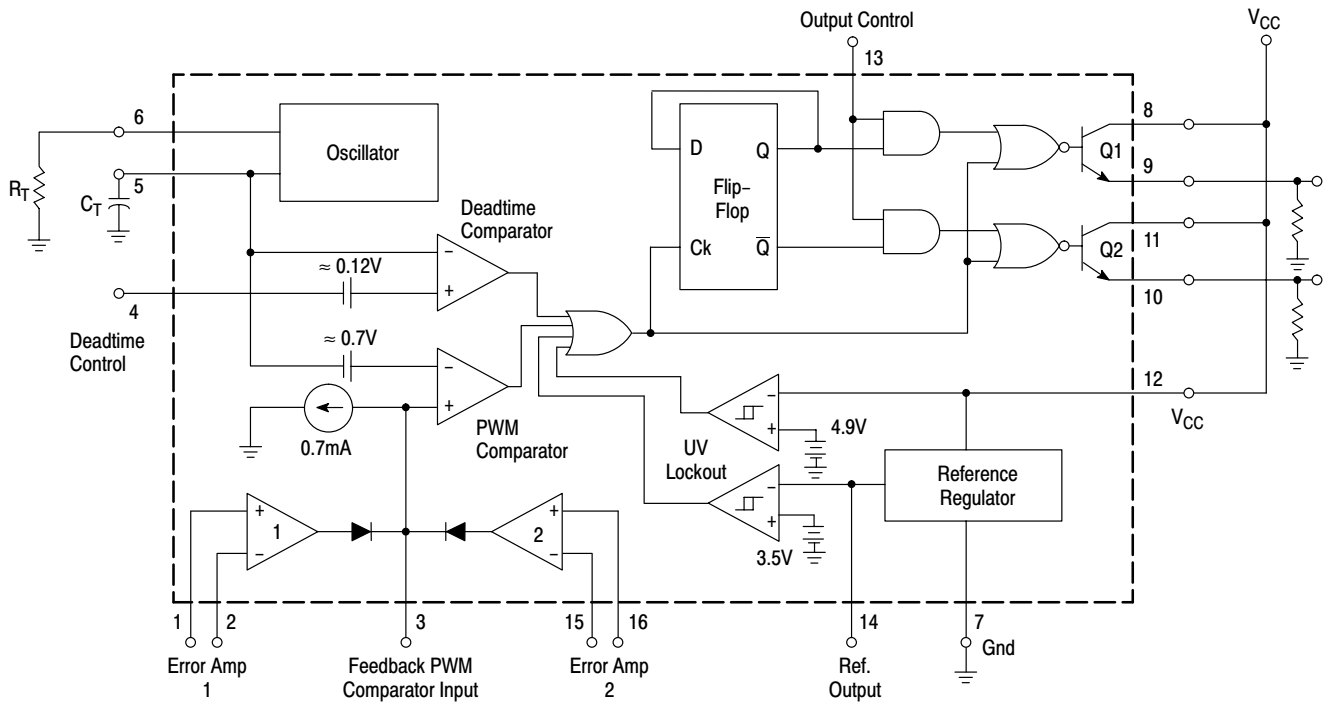 Output Control
VCC
13
6
8
Oscillator
D
Q
Q1
RT
5
9
CT
Flip-
Flop
Deadtime
Comparator
11
≈ 0.12V
−
Ck
Q
Q2
+
4
10
Deadtime
Control
≈ 0.7V
−
12
+
−
VCC
0.7mA
PWM
Comparator
UV
Lockout
+
4.9V
Reference
Regulator
−
+
1
−
+
2
−
+
3.5V
1
2
3
15
16
14
7
Gnd
Error Amp
1
Feedback PWM
Comparator Input
Error Amp
2
Ref.
Output